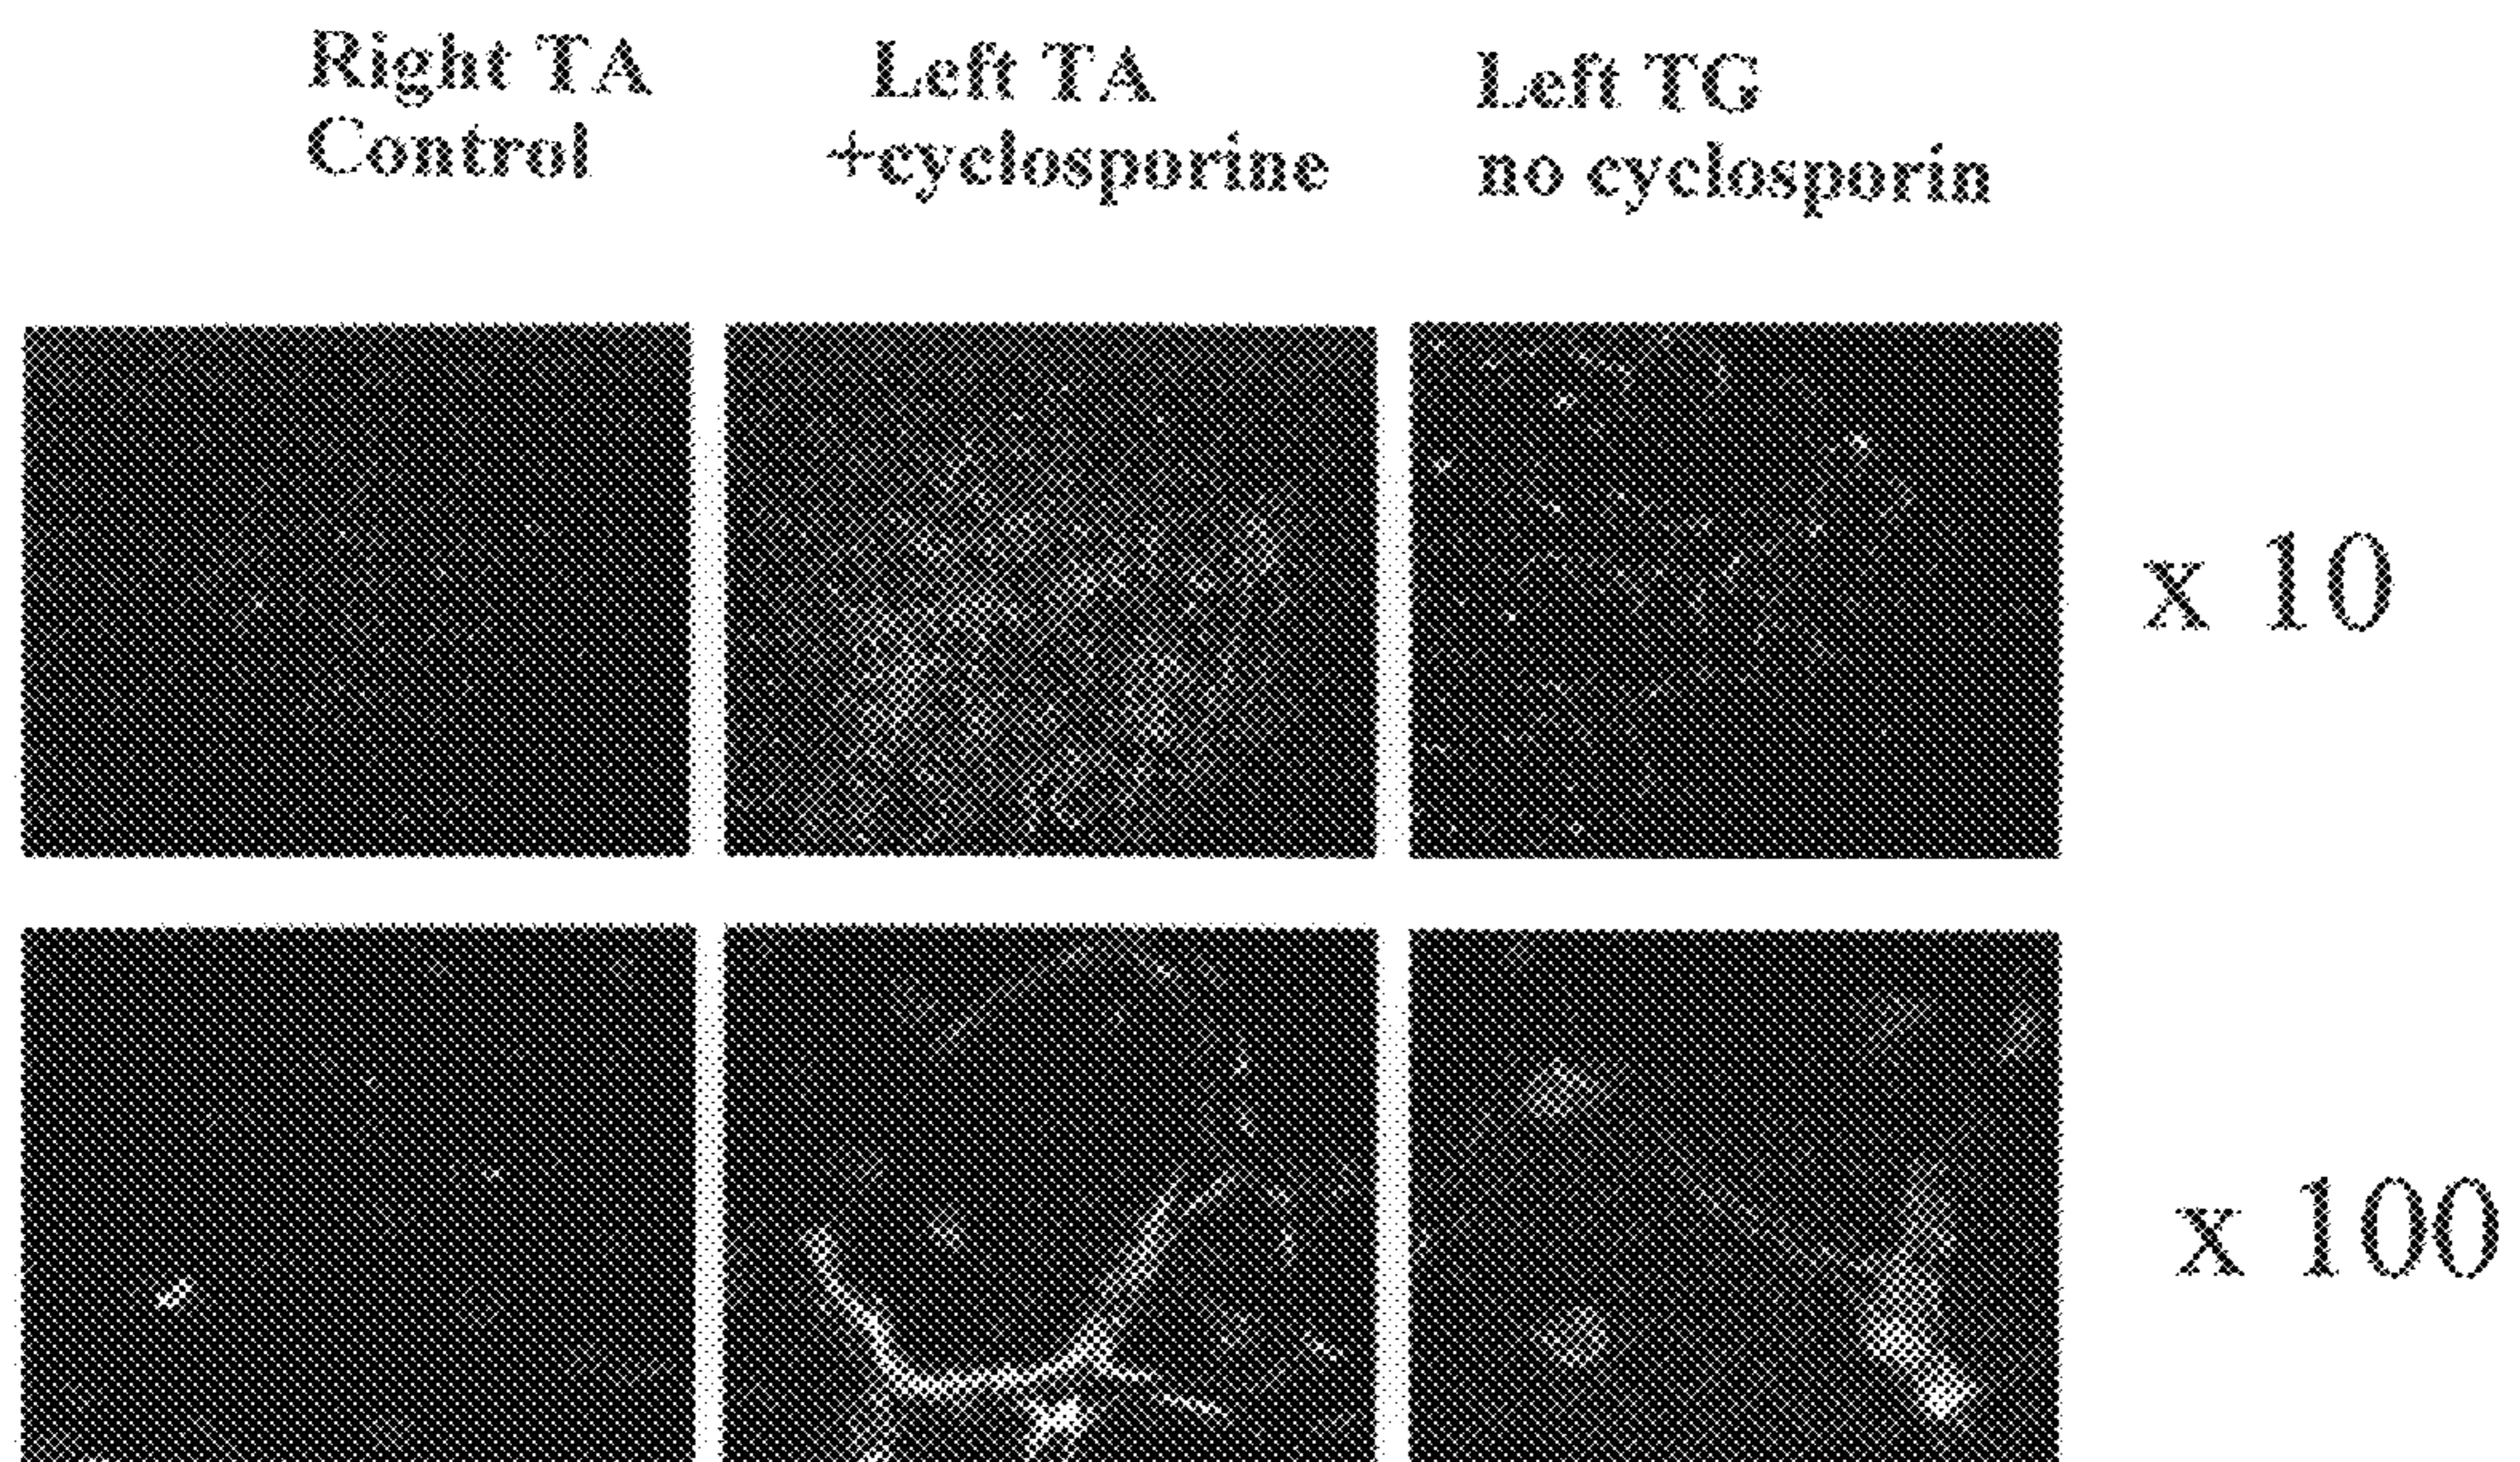 Right TA
Control
Left TA
+cyclosporine
Left TG
no cyclosporin
x 10
x 100